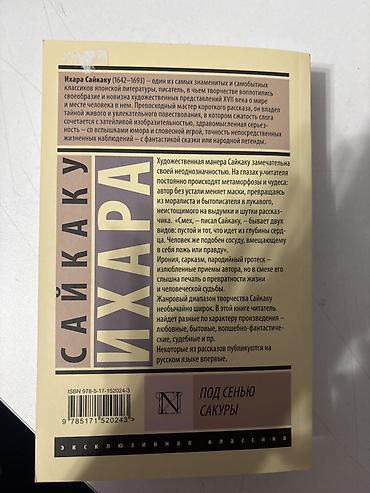 Ихара Сайкаку (1642–1693) – один из самых знаменитых и самобытных
классиков японской литературы, писатель, в чьем творчестве воплотились
своеобразие и новизна художественных представлений XVII века о мире
и месте человека в нем. Превосходный мастер короткого рассказа, он владел
тайной живого и увлекательного повествования, в котором сжатость слога
сочетается с затейливой изобразительностью, здравомысленная серьез-
ность – со вспышками юмора и словесной игрой, точность непосредственных
жизненных наблюдений – с фантастикой сказки или народной легенды.
САЙКАКУ
ИХАРА
Художественная манера Сайкаку замечательна
своей неоднозначностью. На глазах у читателя
постоянно происходят метаморфозы и чудеса:
автор без устали меняет маски, превращаясь
из моралиста и бытописателя в лукавого,
неистощимого на выдумки и шутки рассказ-
чика. «Смех, – писал Сайкаку, – бывает двух
видов: пустой и тот, что идет из глубины серд-
ца. Человек же подобен сосуду, вмещающему
в себя ложь или правду».
Ирония, сарказм, пародийный гротеск –
излюбленные приемы автора, но в смехе его
слышна печаль о превратности жизни
и человеческой судьбы.
Жанровый диапазон творчества Сайкаку
необычайно широк. В этой книге читатель
найдет разные по характеру произведения –
любовные, бытовые, волшебно-фантастиче-
ские, судебные и пр.
Некоторые из рассказов публикуются на
русском языке впервые.
ISBN 978-5-17-152024-3
9 785171 520243 >
N
ПОД СЕНЬЮ
САКУРЫ
эксклюзивная классика